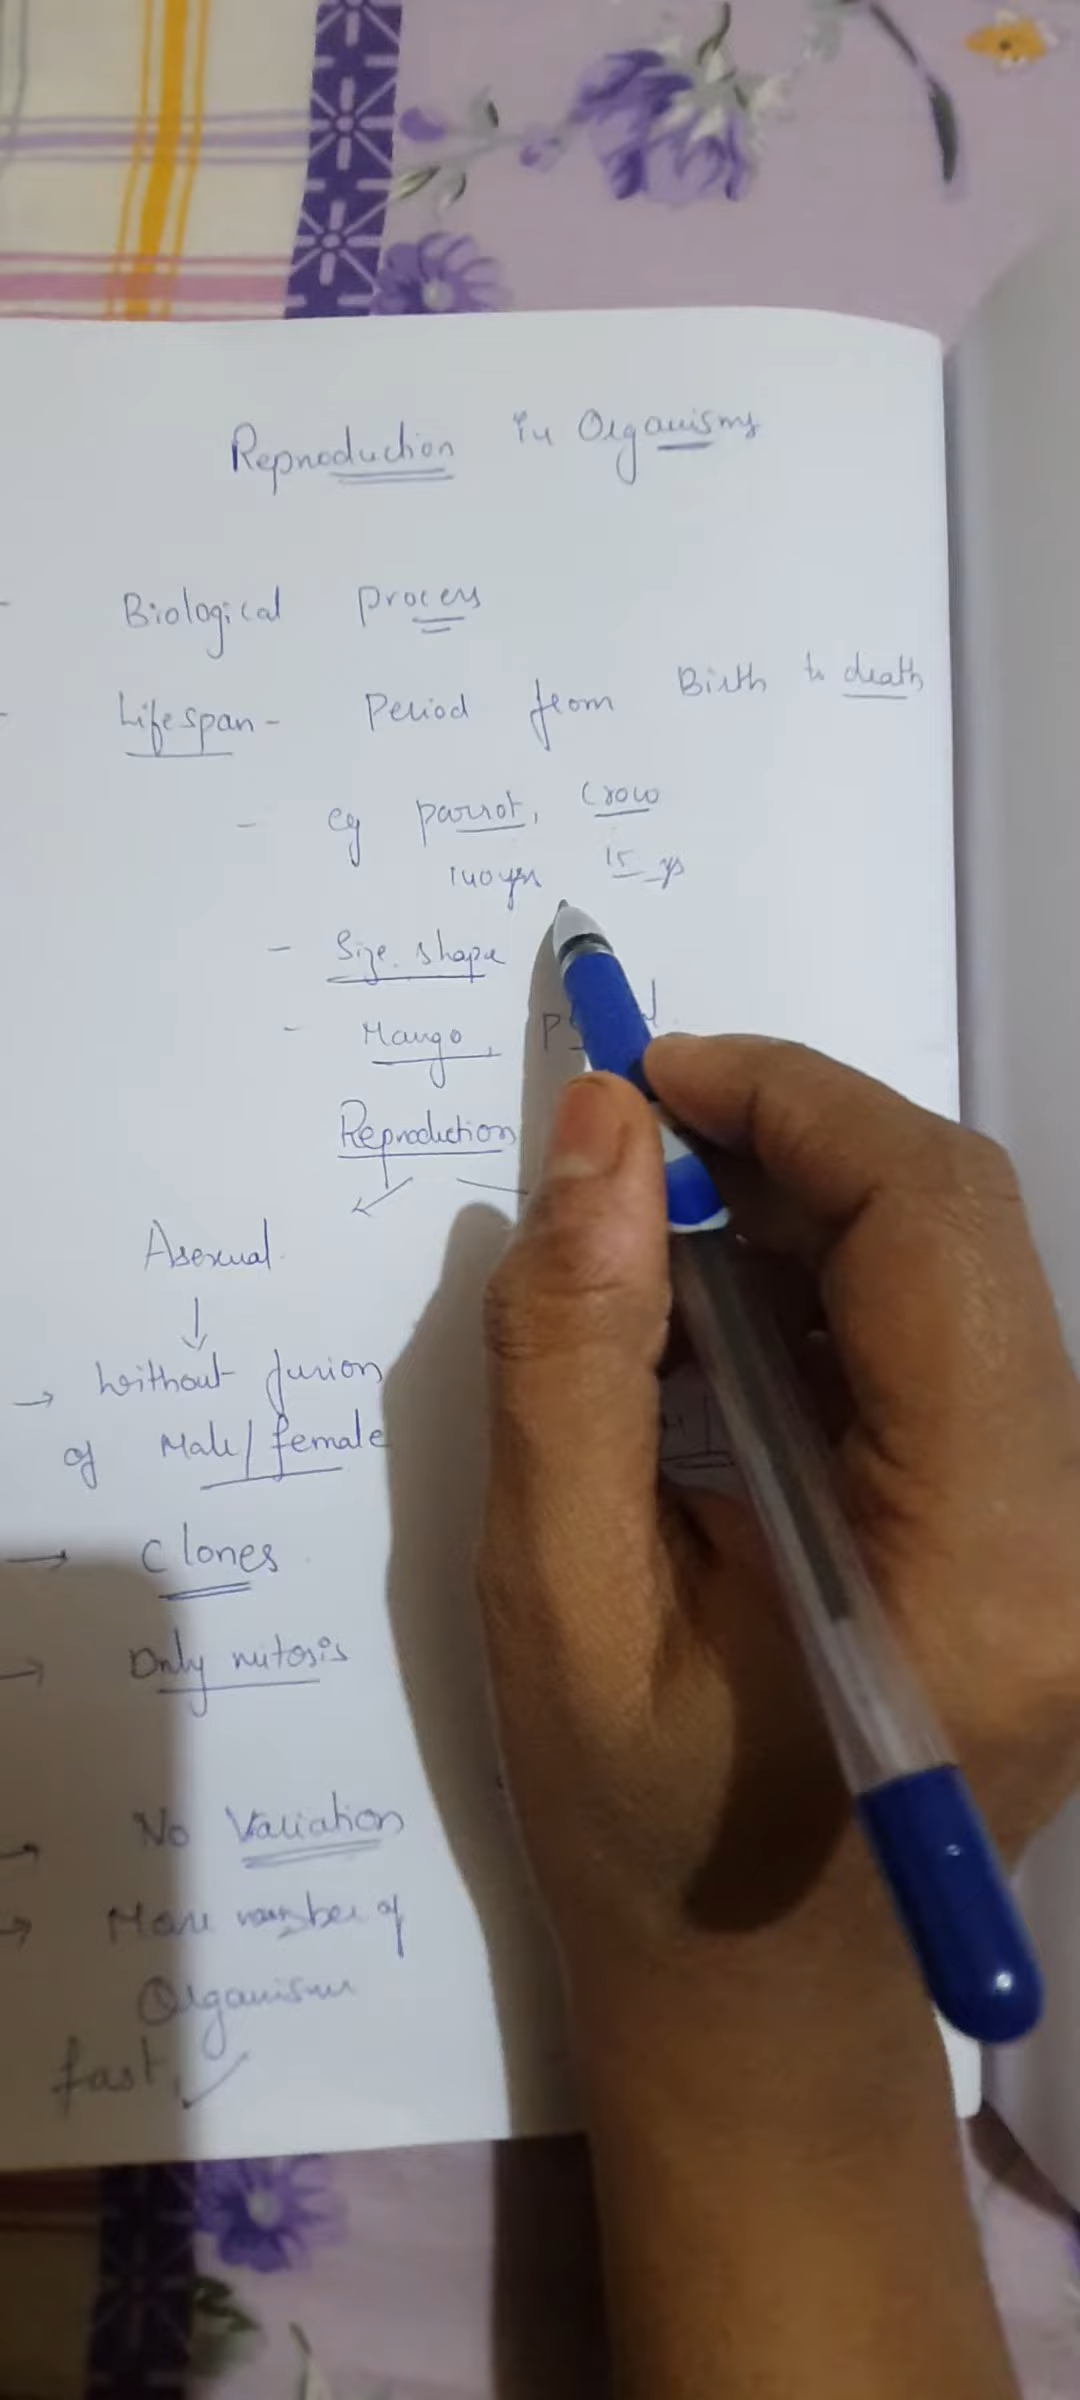 Reproduction in Organisms
- Biological process
- Lifespan - Period from Birth to death
- eg parrot, Crow
140 yrs 15 ys
- Size. shape
- Mango,
Reproduction
Asexual.
→ Without fusion
of Male/female
→ Clones
→ Only mitosis
→ No Variation
→ More number of
Organisms
fast,